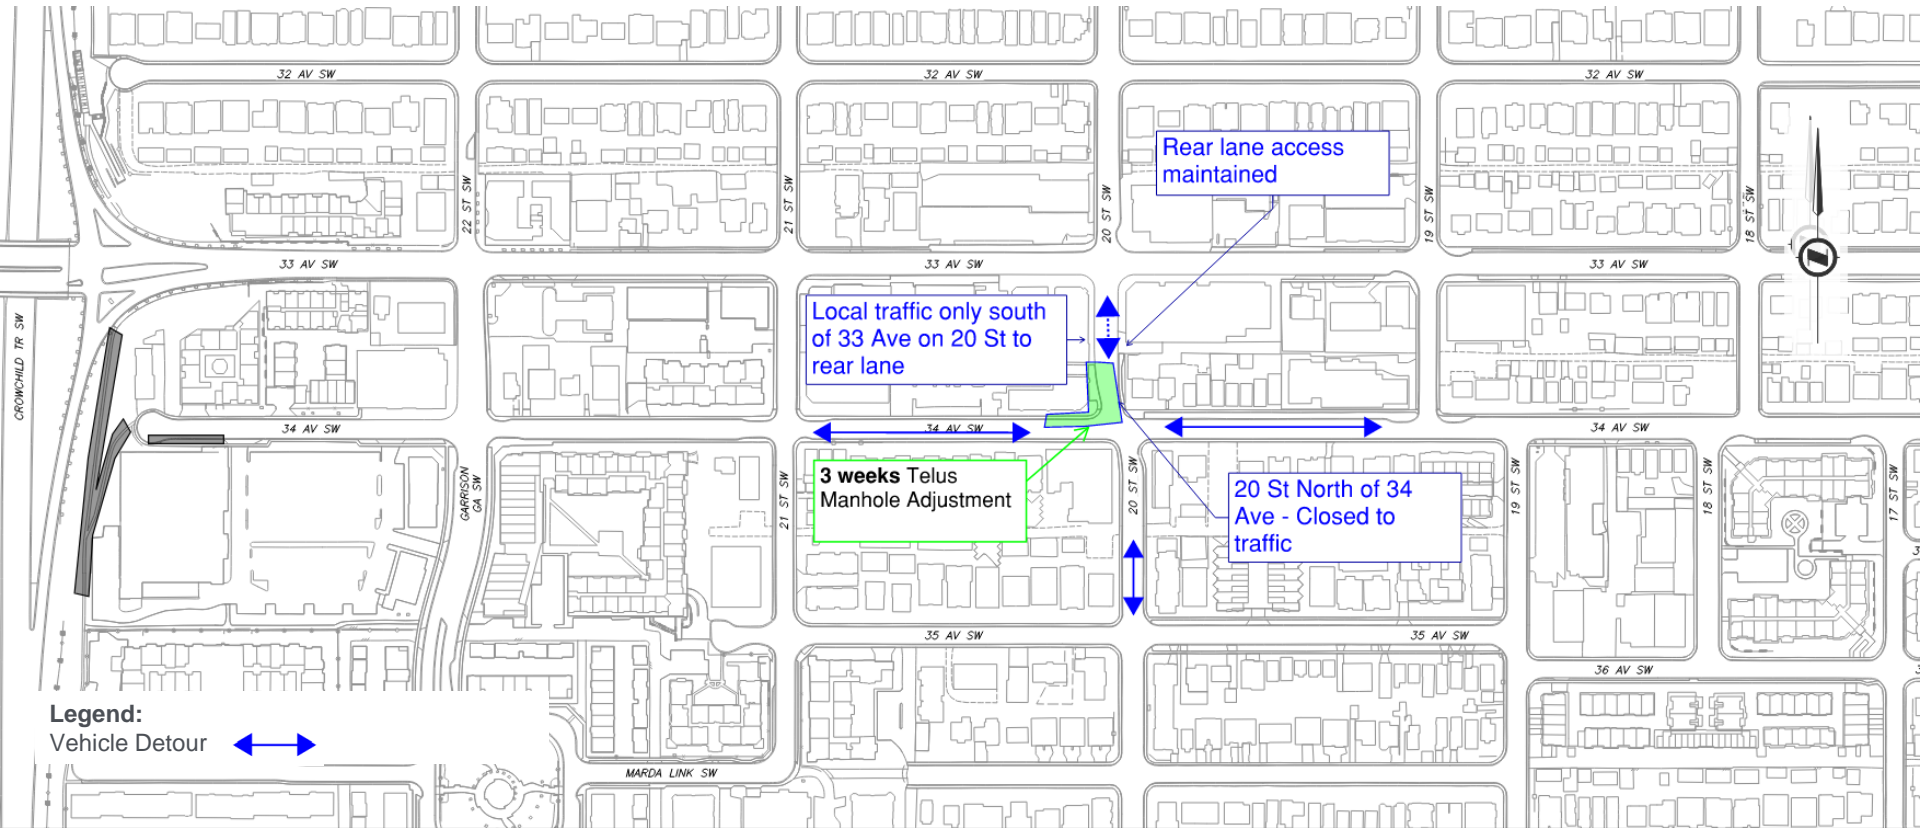 32 AV SW
32 AV SW
32 AV SW
Rear lane access
maintained
22 ST SW
21 ST SW
20 ST SW
19 ST SW
18 ST SW
33 AV SW
33 AV SW
33 AV SW
Local traffic only south
of 33 Ave on 20 St to
rear lane
CROWCHILD TR SW
34 AV SW
34 AV SW
34 AV SW
3 weeks Telus
Manhole Adjustment
20 St North of 34
Ave - Closed to
traffic
GARRISON
GA SW
21 ST SW
20 ST SW
19 ST SW
18 ST SW
17 ST SW
35 AV SW
35 AV SW
36 AV SW
Legend:
Vehicle Detour
MARDA LINK SW